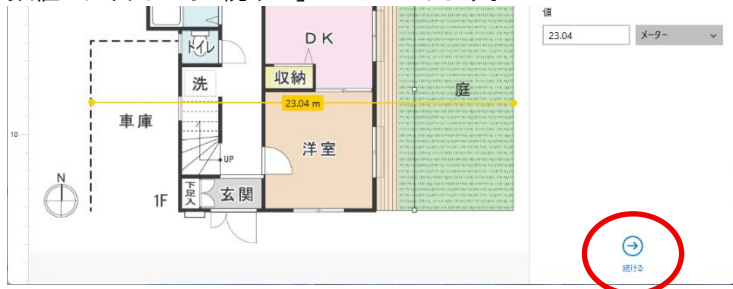 値
23.04 メーター
トイレ
DK
洗
収納
庭
23.04 m
車庫
10
洋室
UP
N
1F
下足入
玄関
続ける